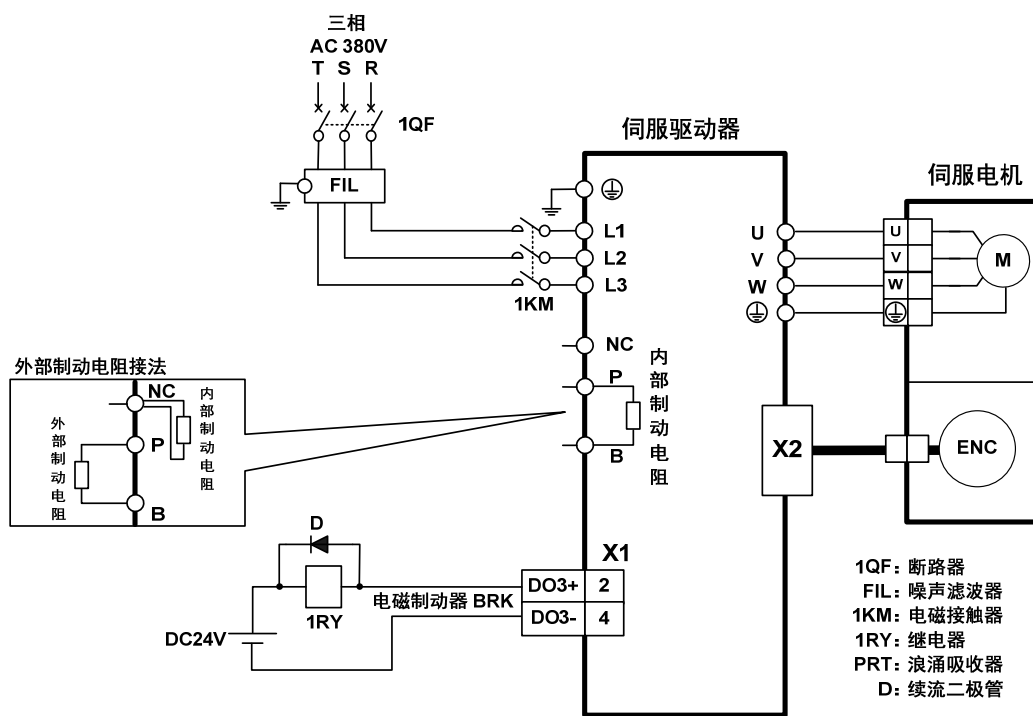 三相
AC 380V
T S R
1QF
FIL
伺服驱动器
伺服电机
L1
L2
L3
1KM
U
V
W
U
V
W
M
NC
P
B
内部制动电阻
外部制动电阻接法
NC
P
B
内部制动电阻
外部制动电阻
X2
ENC
D
1RY
DC24V
电磁制动器 BRK
X1
DO3+ 2
DO3- 4
1QF：断路器
FIL：噪声滤波器
1KM：电磁接触器
1RY：继电器
PRT：浪涌吸收器
D：续流二极管